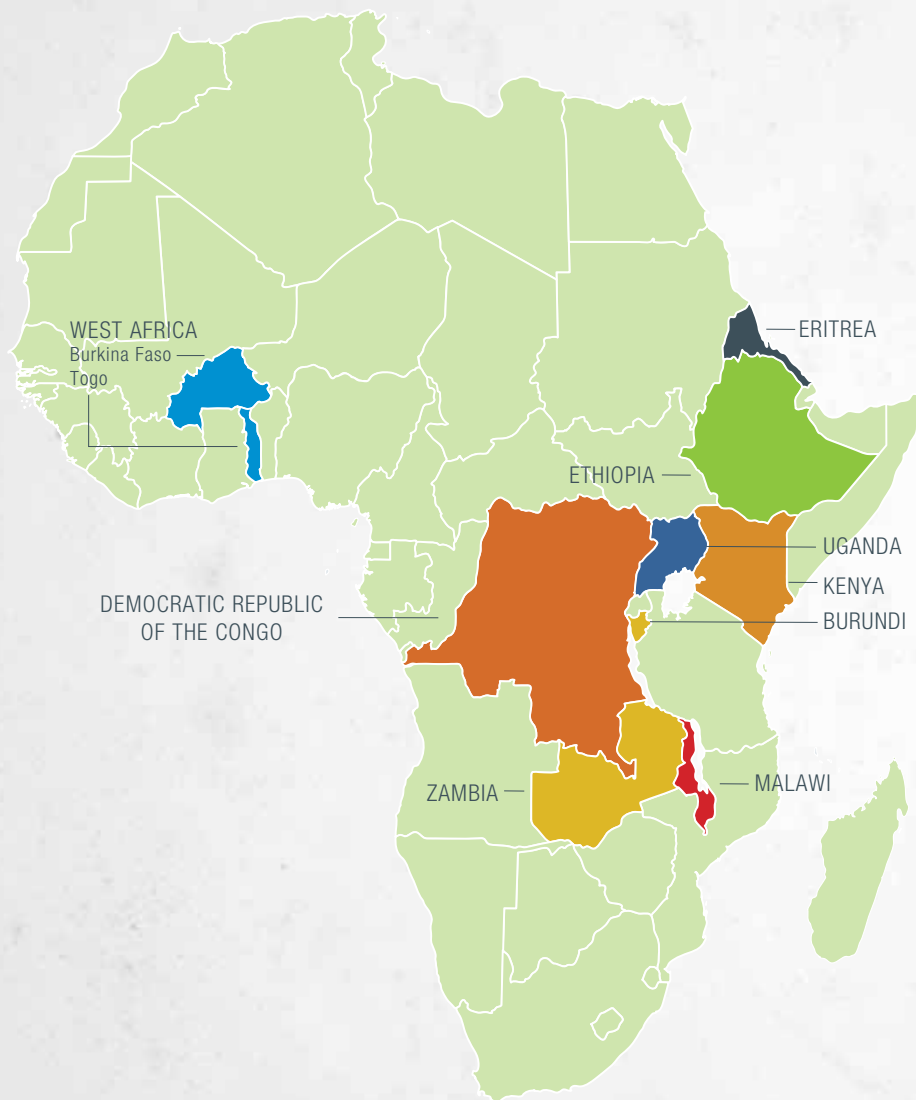 WEST AFRICA
Burkina Faso
Togo
ERITREA
ETHIOPIA
UGANDA
KENYA
BURUNDI
DEMOCRATIC REPUBLIC
OF THE CONGO
ZAMBIA
MALAWI